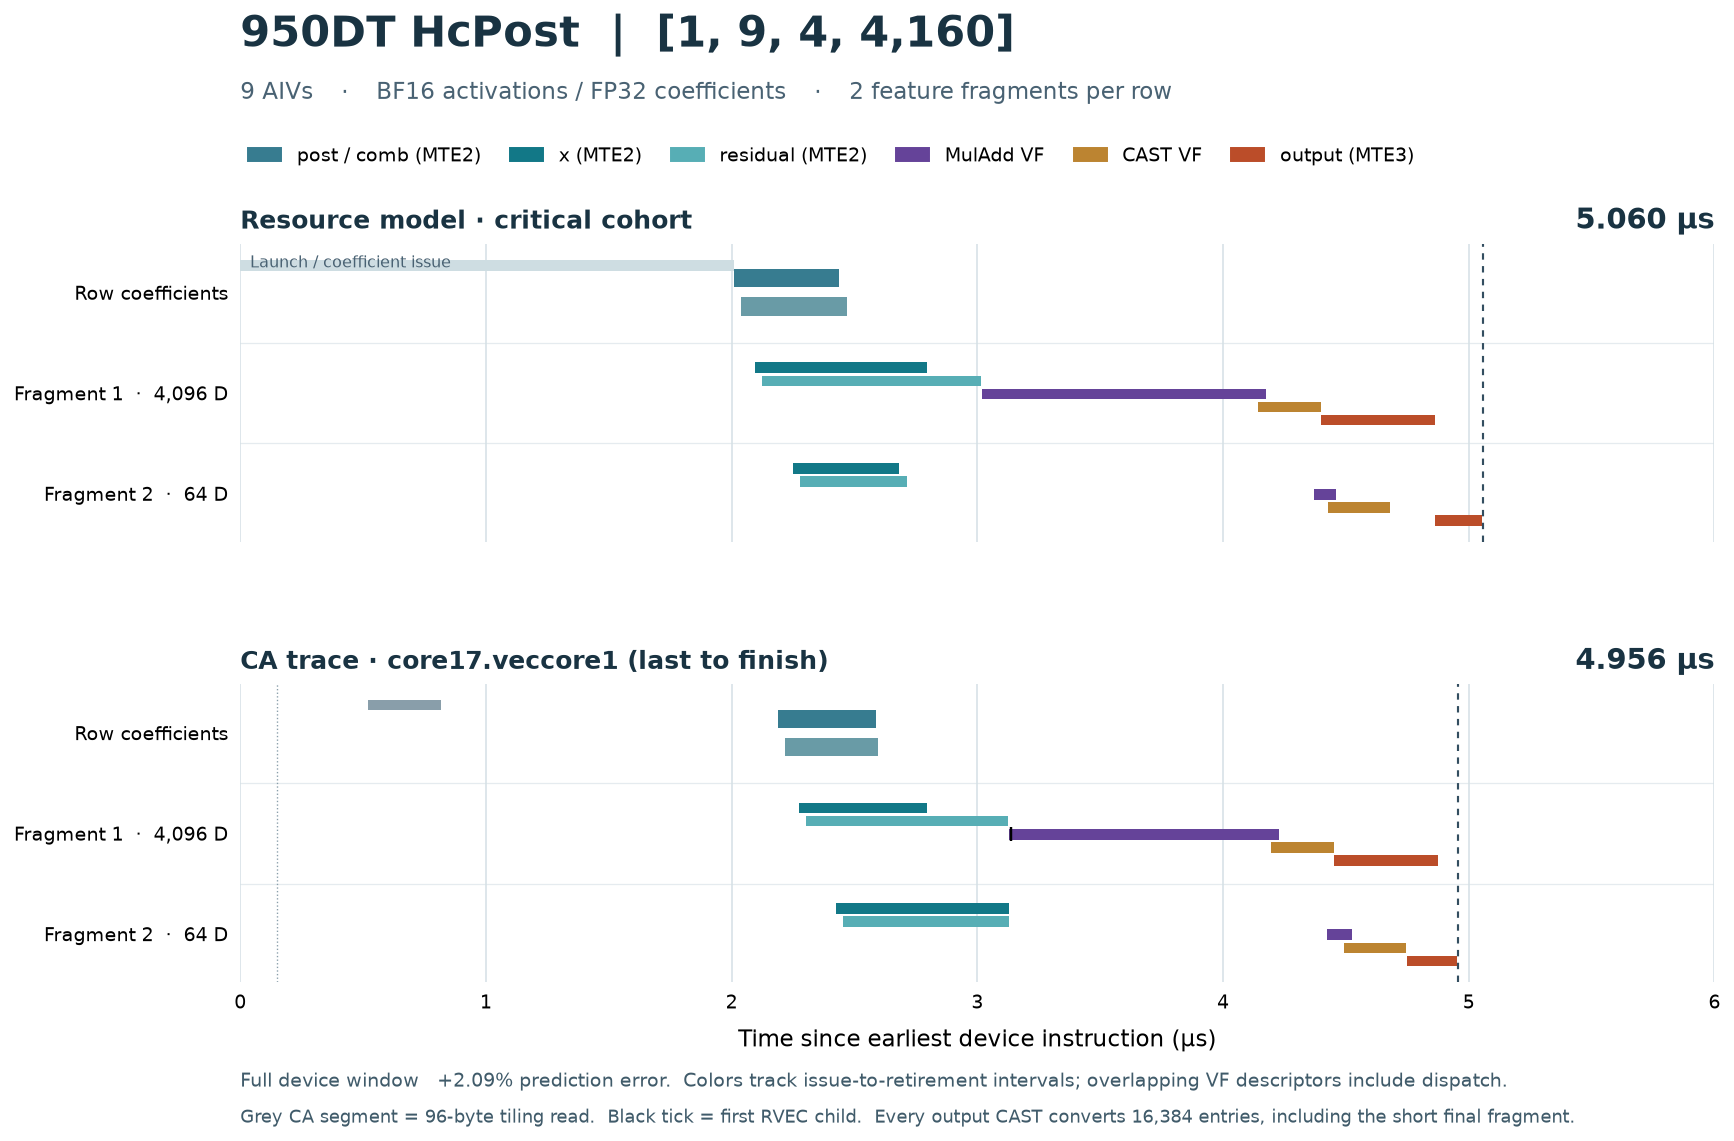 950DT HcPost | [1, 9, 4, 4,160]
9 AIVs · BF16 activations / FP32 coefficients · 2 feature fragments per row
post / comb (MTE2) x (MTE2) residual (MTE2) MulAdd VF CAST VF output (MTE3)
Resource model · critical cohort 5.060 µs
Launch / coefficient issue
Row coefficients
Fragment 1 · 4,096 D
Fragment 2 · 64 D
CA trace · core17.veccore1 (last to finish) 4.956 µs
Row coefficients
Fragment 1 · 4,096 D
Fragment 2 · 64 D
0 1 2 3 4 5 6
Time since earliest device instruction (µs)
Full device window +2.09% prediction error. Colors track issue-to-retirement intervals; overlapping VF descriptors include dispatch.
Grey CA segment = 96-byte tiling read. Black tick = first RVEC child. Every output CAST converts 16,384 entries, including the short final fragment.